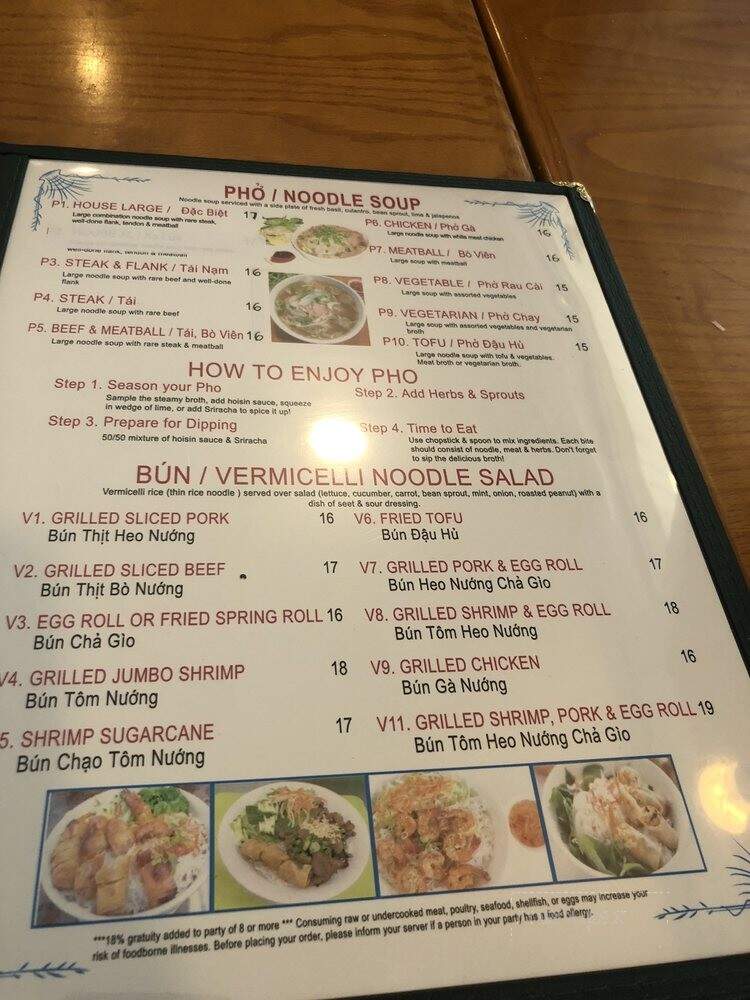 PHỞ / NOODLE SOUP
Noodle soup serviced with a side plate of fresh basil, culantro, bean sprout, lime & jalapenos
P1. HOUSE LARGE / Đặc Biệt 17
Large combination noodle soup with rare steak,
well-done flank, tendon & meatball
well-done flank, tendon & meatball
P3. STEAK & FLANK / Tái Nạm 16
Large noodle soup with rare beef and well-done
flank
P4. STEAK / Tái 16
Large noodle soup with rare beef
P5. BEEF & MEATBALL / Tái, Bò Viên 16
Large noodle soup with rare steak & meatball
P6. CHICKEN / Phở Gà 16
Large noodle soup with white meat chicken
P7. MEATBALL / Bò Viên 16
Large soup with meatball
P8. VEGETABLE / Phở Rau Cải 15
Large soup with assorted vegetables
P9. VEGETARIAN / Phở Chay 15
Large soup with assorted vegetables and vegetarian
broth
P10. TOFU / Phở Đậu Hủ 15
Large noodle soup with tofu & vegetables.
Meat broth or vegetarian broth.
HOW TO ENJOY PHO
Step 1. Season your Pho
Sample the steamy broth, add hoisin sauce, squeeze
in wedge of lime, or add Sriracha to spice it up!
Step 2. Add Herbs & Sprouts
Step 3. Prepare for Dipping
50/50 mixture of hoisin sauce & Sriracha
Step 4. Time to Eat
Use chopstick & spoon to mix ingredients. Each bite
should consist of noodle, meat & herbs. Don't forget
to sip the delicious broth!
BÚN / VERMICELLI NOODLE SALAD
Vermicelli rice (thin rice noodle ) served over salad (lettuce, cucumber, carrot, bean sprout, mint, onion, roasted peanut) with a
dish of seet & sour dressing.
V1. GRILLED SLICED PORK 16
Bún Thịt Heo Nướng
V2. GRILLED SLICED BEEF 17
Bún Thịt Bò Nướng
V3. EGG ROLL OR FRIED SPRING ROLL 16
Bún Chả Gìo
V4. GRILLED JUMBO SHRIMP 18
Bún Tôm Nướng
5. SHRIMP SUGARCANE 17
Bún Chạo Tôm Nướng
V6. FRIED TOFU 16
Bún Đậu Hủ
V7. GRILLED PORK & EGG ROLL 17
Bún Heo Nướng Chả Gìo
V8. GRILLED SHRIMP & EGG ROLL 18
Bún Tôm Heo Nướng
V9. GRILLED CHICKEN 16
Bún Gà Nướng
V11. GRILLED SHRIMP, PORK & EGG ROLL 19
Bún Tôm Heo Nướng Chả Gìo
***18% gratuity added to party of 8 or more *** Consuming raw or undercooked meat, poultry, seafood, shellfish, or eggs may increase your
risk of foodborne illnesses. Before placing your order, please inform your server if a person in your party has a food allergy.